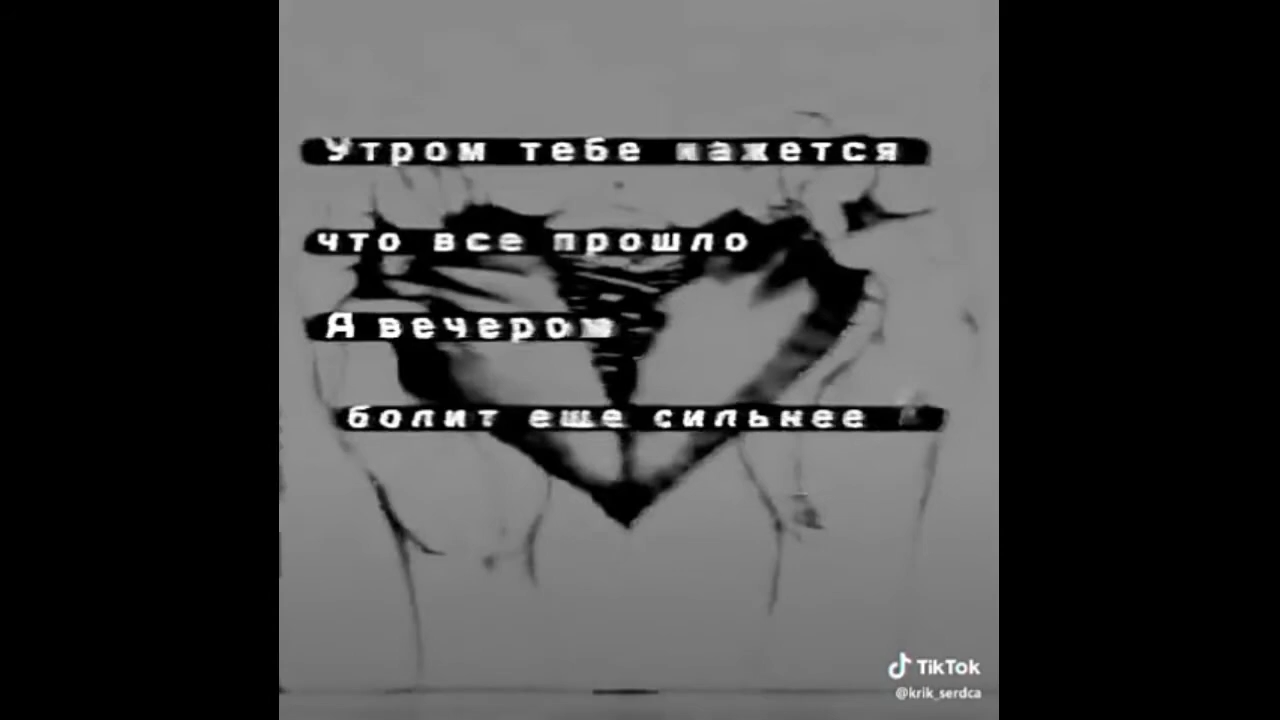 Утром тебе кажется
что все прошло
А вечером
болит еще сильнее
TikTok
@krik_serdca